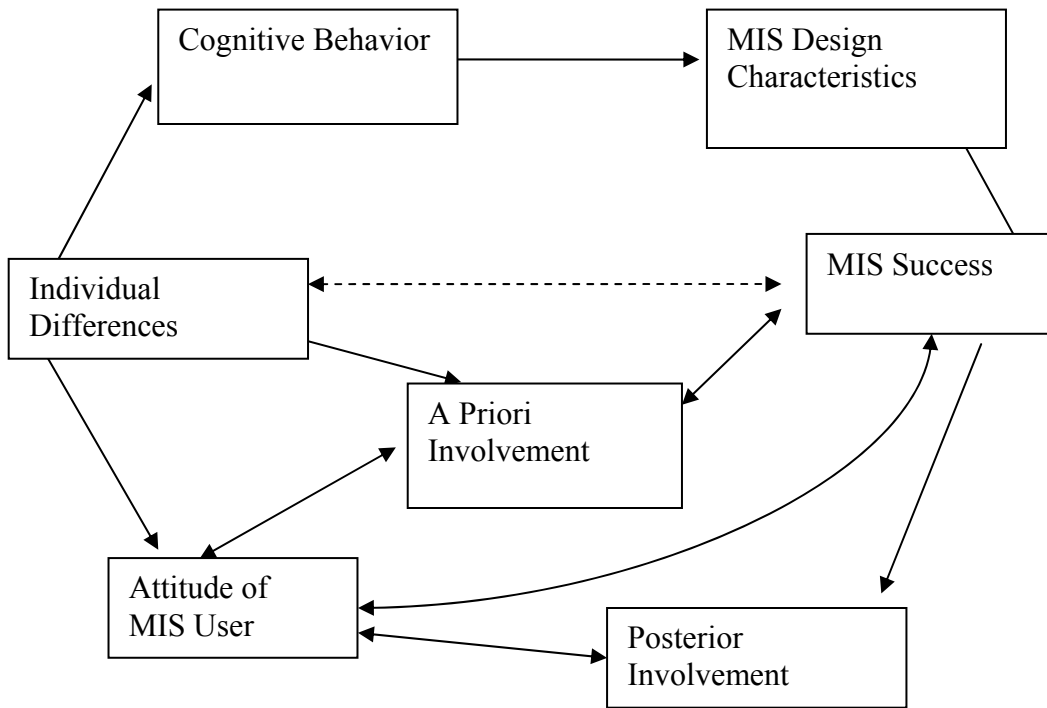 Cognitive Behavior
MIS Design
Characteristics
MIS Success
Individual
Differences
A Priori
Involvement
Attitude of
MIS User
Posterior
Involvement